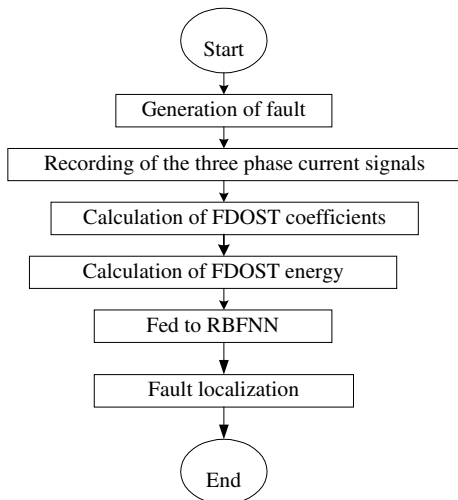 Start
Generation of fault
Recording of the three phase current signals
Calculation of FDOST coefficients
Calculation of FDOST energy
Fed to RBFNN
Fault localization
End